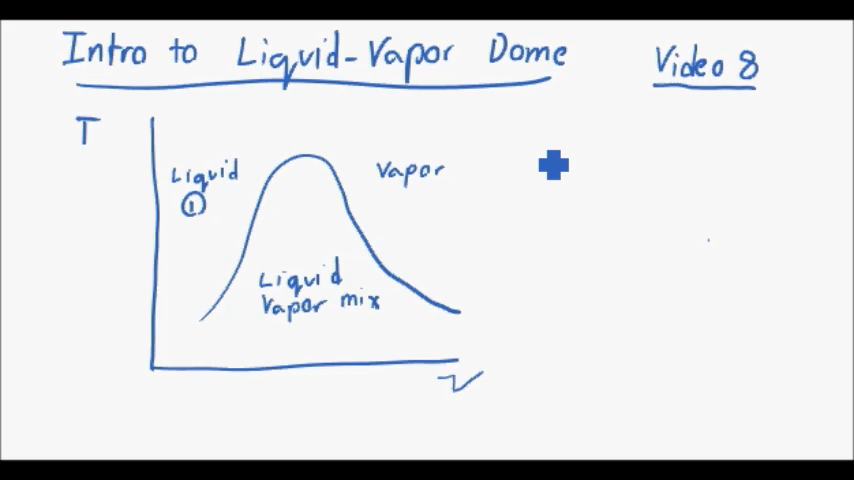 Intro to Liquid-Vapor Dome
Video 8
T
Liquid
①
Vapor
Liquid
Vapor mix
v